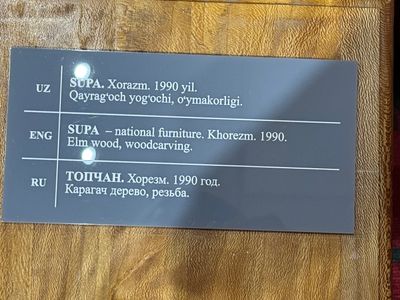 UZ
SUPA. Xorazm. 1990 yil.
Qayrag‘och yog‘ochi, o‘ymakorligi.
ENG
SUPA – national furniture. Khorezm. 1990.
Elm wood, woodcarving.
RU
ТОПЧАН. Хорезм. 1990 год.
Карагач дерево, резьба.